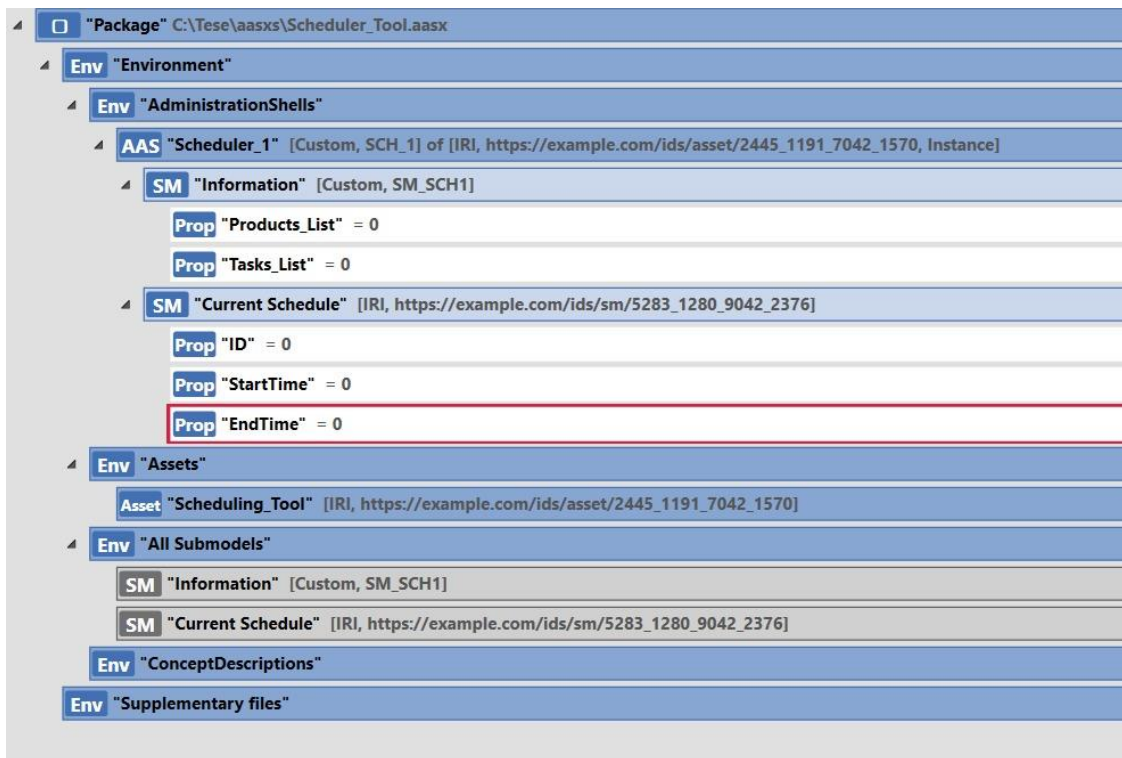 "Package" C:\Tese\aasxs\Scheduler_Tool.aasx
Env "Environment"
Env "AdministrationShells"
AAS "Scheduler_1" [Custom, SCH_1] of [IRI, https://example.com/ids/asset/2445_1191_7042_1570, Instance]
SM "Information" [Custom, SM_SCH1]
Prop "Products_List" = 0
Prop "Tasks_List" = 0
SM "Current Schedule" [IRI, https://example.com/ids/sm/5283_1280_9042_2376]
Prop "ID" = 0
Prop "StartTime" = 0
Prop "EndTime" = 0
Env "Assets"
Asset "Scheduling_Tool" [IRI, https://example.com/ids/asset/2445_1191_7042_1570]
Env "All Submodels"
SM "Information" [Custom, SM_SCH1]
SM "Current Schedule" [IRI, https://example.com/ids/sm/5283_1280_9042_2376]
Env "ConceptDescriptions"
Env "Supplementary files"